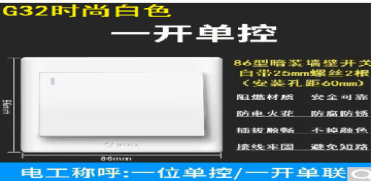 G32时尚白色
一开单控
86型暗装墙壁开关
自带25mm螺丝2根
(安装孔距60mm)
阻燃材质 安全可靠
防电火花 防腐防锈
插拔顺畅 不掉颜色
接线牢固 避免短路
86mm
86mm
电工称呼:一位单控/一开单联